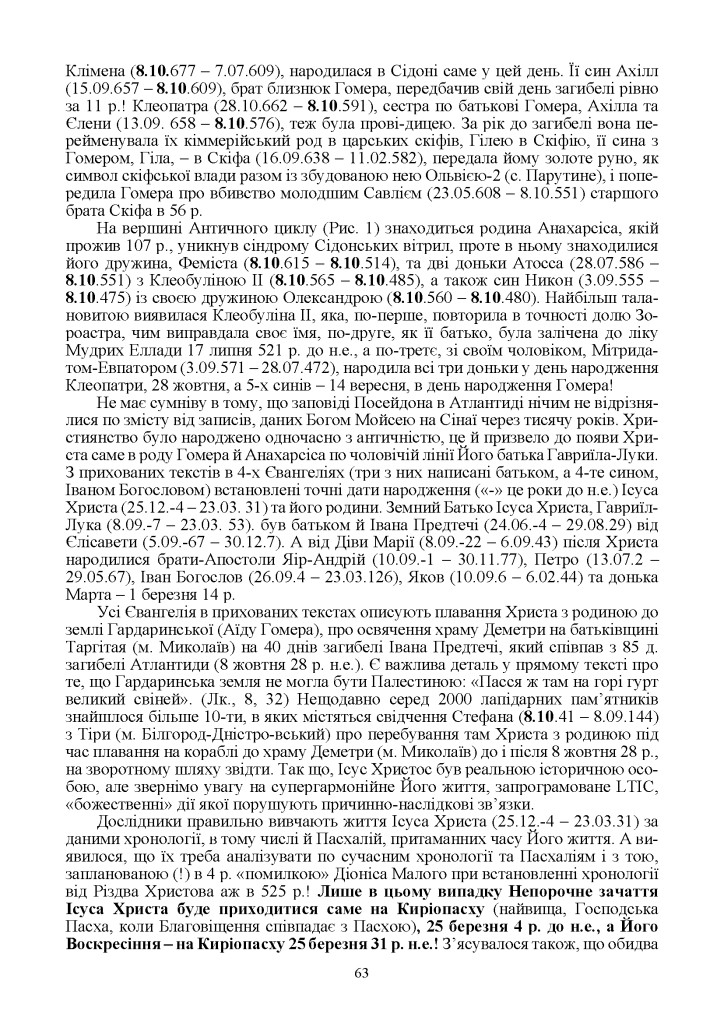 Клімена (8.10.677 – 7.07.609), народилася в Сідоні саме у цей день. Її син Ахілл
(15.09.657 – 8.10.609), брат близнюк Гомера, передбачив свій день загибелі рівно
за 11 р.! Клеопатра (28.10.662 – 8.10.591), сестра по батькові Гомера, Ахілла та
Єлени (13.09. 658 – 8.10.576), теж була прові-дицею. За рік до загибелі вона пе-
рейменувала їх кіммерійський род в царських скіфів, Гілею в Скіфію, її сина з
Гомером, Гіла, – в Скіфа (16.09.638 – 11.02.582), передала йому золоте руно, як
символ скіфської влади разом із збудованою нею Ольвією-2 (с. Парутине), і попе-
редила Гомера про вбивство молодшим Савлієм (23.05.608 – 8.10.551) старшого
брата Скіфа в 56 р.
На вершині Античного циклу (Рис. 1) знаходиться родина Анахарсіса, якій
прожив 107 р., уникнув сіндрому Сідонських вітрил, проте в ньому знаходилися
його дружина, Феміста (8.10.615 – 8.10.514), та дві доньки Атосса (28.07.586 –
8.10.551) з Клеобуліною II (8.10.565 – 8.10.485), а також син Никон (3.09.555 –
8.10.475) із своєю дружиною Олександрою (8.10.560 – 8.10.480). Найбільш тала-
новитою виявилася Клеобуліна II, яка, по-перше, повторила в точності долю Зо-
роастра, чим виправдала своє їмя, по-друге, як її батько, була залічена до ліку
Мудрих Еллади 17 липня 521 р. до н.е., а по-третє, зі своїм чоловіком, Мітрида-
том-Евпатором (3.09.571 – 28.07.472), народила всі три доньки у день народження
Клеопатри, 28 жовтня, а 5-х синів – 14 вересня, в день народження Гомера!
Не має сумніву в тому, що заповіді Посейдона в Атлантиді нічим не відрізня-
лися по змісту від записів, даних Богом Мойсею на Сінаї через тисячу років. Хри-
стиянство було народжено одночасно з античністю, це й призвело до появи Хри-
ста саме в роду Гомера й Анахарсіса по чоловічій лінії Його батька Гавриїла-Луки.
З прихованих текстів в 4-х Євангеліях (три з них написані батьком, а 4-те сином,
Іваном Богословом) встановлені точні дати народження («-» це роки до н.е.) Ісуса
Христа (25.12.-4 – 23.03. 31) та його родини. Земний Батько Ісуса Христа, Гавриїл-
Лука (8.09.-7 – 23.03. 53). був батьком й Івана Предтечі (24.06.-4 – 29.08.29) від
Єлісавети (5.09.-67 – 30.12.7). А від Діви Марії (8.09.-22 – 6.09.43) після Христа
народилися брати-Апостоли Яір-Андрій (10.09.-1 – 30.11.77), Петро (13.07.2 –
29.05.67), Іван Богослов (26.09.4 – 23.03.126), Яков (10.09.6 – 6.02.44) та донька
Марта – 1 березня 14 р.
Усі Євангелія в прихованих текстах описують плавання Христа з родиною до
землі Гардаринської (Аїду Гомера), про освячення храму Деметри на батьківщині
Таргітая (м. Миколаїв) на 40 днів загибелі Івана Предтечі, який співпав з 85 д.
загибелі Атлантиди (8 жовтня 28 р. н.е.). Є важлива деталь у прямому тексті про
те, що Гардаринська земля не могла бути Палестиною: «Пасся ж там на горі гурт
великий свіней». (Лк., 8, 32) Нещодавно серед 2000 лапідарних пам’ятників
знайшлося більше 10-ти, в яких містяться свідчення Стефана (8.10.41 – 8.09.144)
з Тіри (м. Білгород-Дністро-вський) про перебування там Христа з родиною під
час плавання на кораблі до храму Деметри (м. Миколаїв) до і після 8 жовтня 28 р.,
на зворотному шляху звідти. Так що, Ісус Христос був реальною історичною осо-
бою, але звернімо увагу на супергармонійне Його життя, запрограмоване LTIC,
«божественні» дії якої порушують причинно-наслідкові зв’язки.
Дослідники правильно вивчають життя Ісуса Христа (25.12.-4 – 23.03.31) за
даними хронології, в тому числі й Пасхалій, притаманних часу Його життя. А ви-
явилося, що їх треба аналізувати по сучасним хронології та Пасхаліям і з тою,
запланованою (!) в 4 р. «помилкою» Діоніса Малого при встановленні хронології
від Різдва Христова аж в 525 р.! Лише в цьому випадку Непорочне зачаття
Ісуса Христа буде приходитися саме на Киріопасху (найвища, Господська
Пасха, коли Благовіщення співпадає з Пасхою), 25 березня 4 р. до н.е., а Його
Воскресіння – на Киріопасху 25 березня 31 р. н.е.! З’ясувалося також, що обидва
63